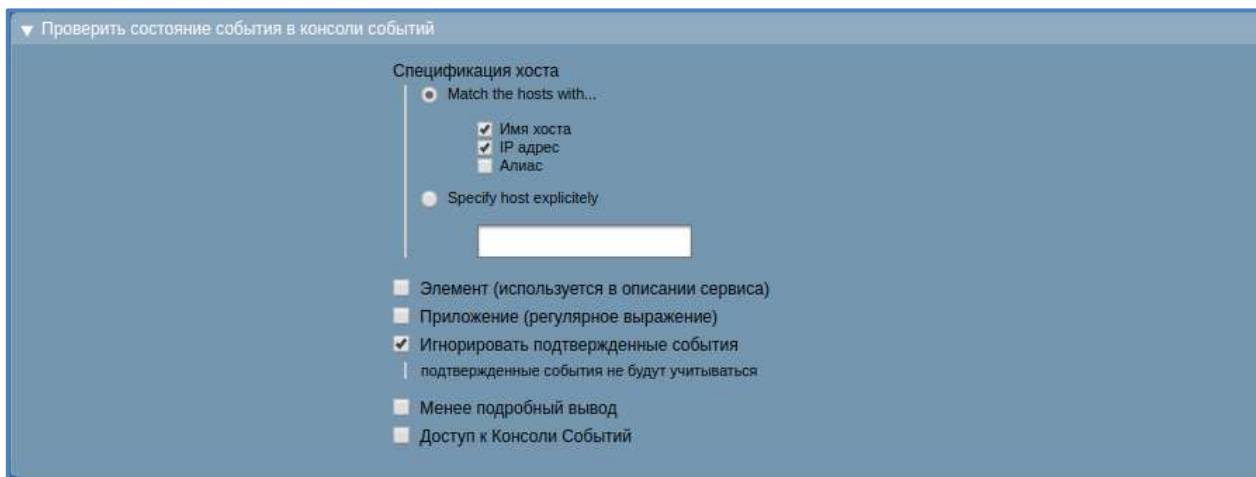 Проверить состояние события в консоли событий
Спецификация хоста
Match the hosts with...
Имя хоста
IP адрес
Алиас
Specify host explicitely
Элемент (используется в описании сервиса)
Приложение (регулярное выражение)
Игнорировать подтвержденные события
подтвержденные события не будут учитываться
Менее подробный вывод
Доступ к Консоли Событий